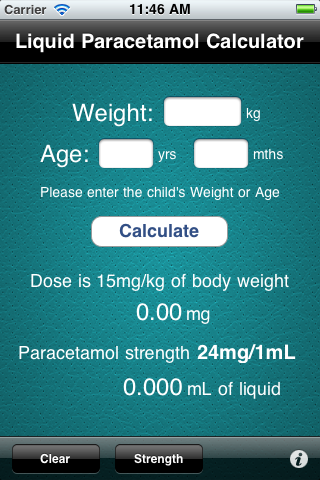 Carrier 11:46 AM
Liquid Paracetamol Calculator
Weight: kg
Age: yrs mths
Please enter the child's Weight or Age
Calculate
Dose is 15mg/kg of body weight
0.00 mg
Paracetamol strength 24mg/1mL
0.000 mL of liquid
Clear Strength i